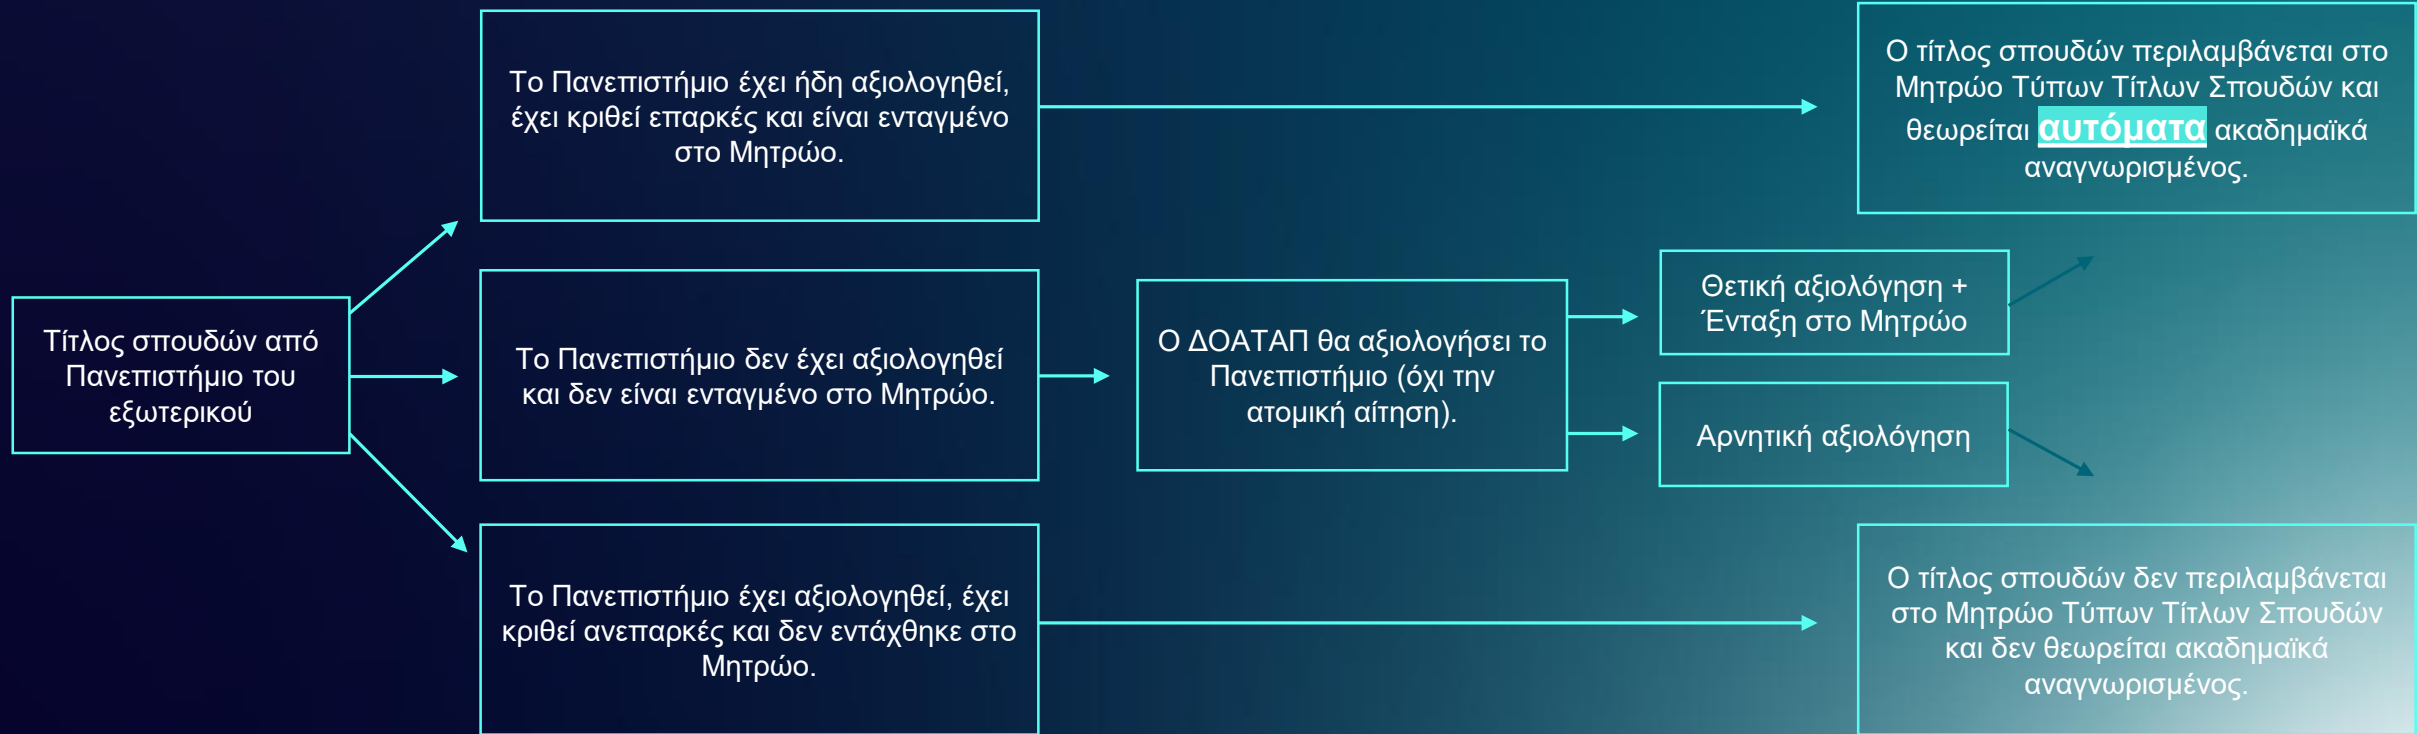 Τίτλος σπουδών από
Πανεπιστήμιο του
εξωτερικού
Το Πανεπιστήμιο έχει ήδη αξιολογηθεί,
έχει κριθεί επαρκές και είναι ενταγμένο
στο Μητρώο.
Ο τίτλος σπουδών περιλαμβάνεται στο
Μητρώο Τύπων Τίτλων Σπουδών και
θεωρείται αυτόματα ακαδημαϊκά
αναγνωρισμένος.
Το Πανεπιστήμιο δεν έχει αξιολογηθεί
και δεν είναι ενταγμένο στο Μητρώο.
Ο ΔΟΑΤΑΠ θα αξιολογήσει το
Πανεπιστήμιο (όχι την
ατομική αίτηση).
Θετική αξιολόγηση +
Ένταξη στο Μητρώο
Αρνητική αξιολόγηση
Το Πανεπιστήμιο έχει αξιολογηθεί, έχει
κριθεί ανεπαρκές και δεν εντάχθηκε στο
Μητρώο.
Ο τίτλος σπουδών δεν περιλαμβάνεται
στο Μητρώο Τύπων Τίτλων Σπουδών
και δεν θεωρείται ακαδημαϊκά
αναγνωρισμένος.